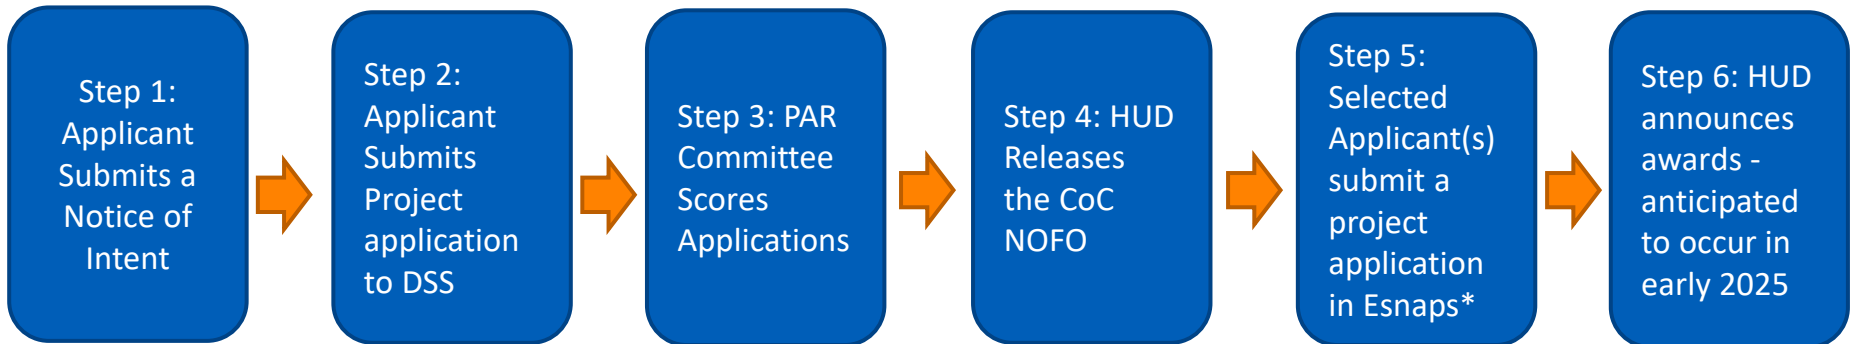 Step 1:
Applicant
Submits a
Notice of
Intent
Step 2:
Applicant
Submits
Project
application
to DSS
Step 3: PAR
Committee
Scores
Applications
Step 4: HUD
Releases
the CoC
NOFO
Step 5:
Selected
Applicant(s)
submit a
project
application
in Esnaps*
Step 6: HUD
announces
awards -
anticipated
to occur in
early 2025